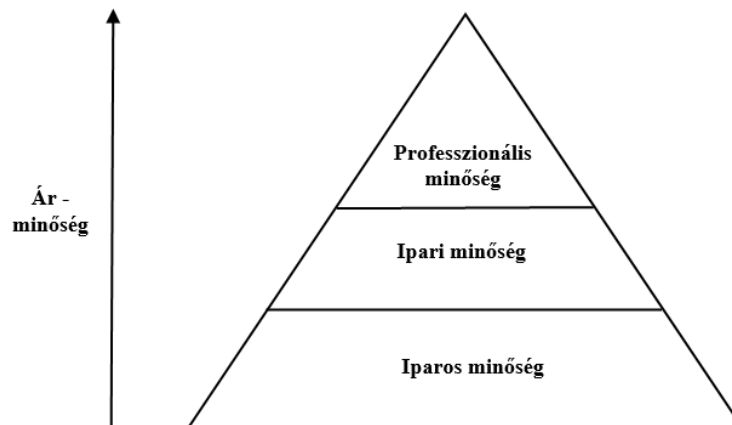 Professzionális
minőség
Ár -
minőség
Ipari minőség
Iparos minőség